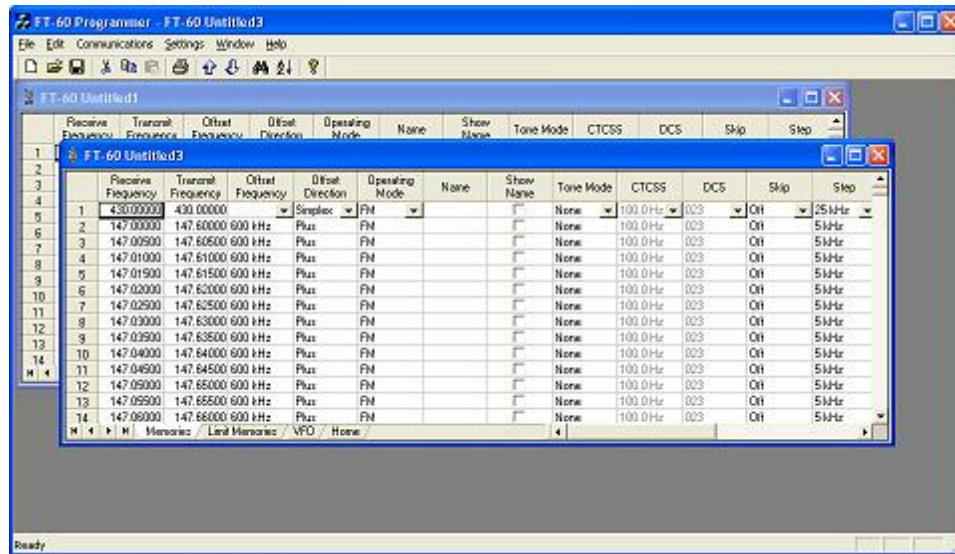 FT-60 Programmer - FT-60 Untitled3
File Edit Communications Settings Window Help
FT-60 Untitled1
Receive Frequency Transmit Frequency Offset Frequency Offset Direction Operating Mode Name Show Name Tone Mode CTCSS DCS Skip Step
1
2
3
4
5
6
7
8
9
10
11
12
13
14
FT-60 Untitled3
Receive Frequency Transmit Frequency Offset Frequency Offset Direction Operating Mode Name Show Name Tone Mode CTCSS DCS Skip Step
1 430.00000 430.00000 Simplex FM None 100.0 Hz 023 Off 25 kHz
2 147.00000 147.60000 600 kHz Plus FM None 100.0 Hz 023 Off 5 kHz
3 147.00500 147.60500 600 kHz Plus FM None 100.0 Hz 023 Off 5 kHz
4 147.01000 147.61000 600 kHz Plus FM None 100.0 Hz 023 Off 5 kHz
5 147.01500 147.61500 600 kHz Plus FM None 100.0 Hz 023 Off 5 kHz
6 147.02000 147.62000 600 kHz Plus FM None 100.0 Hz 023 Off 5 kHz
7 147.02500 147.62500 600 kHz Plus FM None 100.0 Hz 023 Off 5 kHz
8 147.03000 147.63000 600 kHz Plus FM None 100.0 Hz 023 Off 5 kHz
9 147.03500 147.63500 600 kHz Plus FM None 100.0 Hz 023 Off 5 kHz
10 147.04000 147.64000 600 kHz Plus FM None 100.0 Hz 023 Off 5 kHz
11 147.04500 147.64500 600 kHz Plus FM None 100.0 Hz 023 Off 5 kHz
12 147.05000 147.65000 600 kHz Plus FM None 100.0 Hz 023 Off 5 kHz
13 147.05500 147.65500 600 kHz Plus FM None 100.0 Hz 023 Off 5 kHz
14 147.06000 147.66000 600 kHz Plus FM None 100.0 Hz 023 Off 5 kHz
Memories Limit Memories VFO Home
Ready